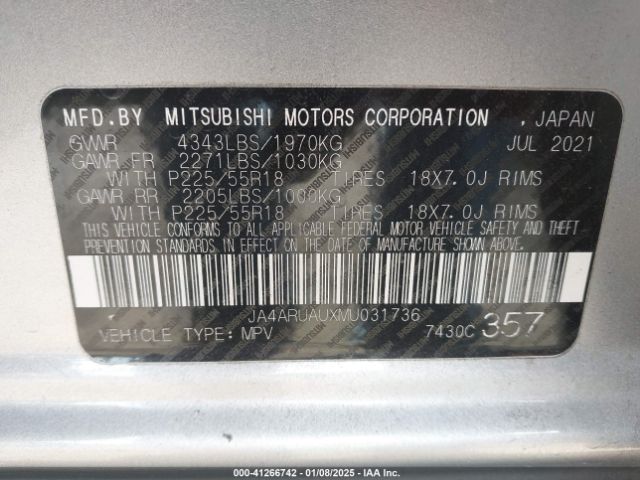 MFD.BY MITSUBISHI MOTORS CORPORATION , JAPAN
GVWR 4343LBS/1970KG JUL 2021
GAWR FR 2271LBS/1030KG
WITH P225/55R18 TIRES 18X7.0J RIMS
GAWR RR 2205LBS/1000KG
WITH P225/55R18 TIRES 18X7.0J RIMS
THIS VEHICLE CONFORMS TO ALL APPLICABLE FEDERAL MOTOR VEHICLE SAFETY AND THEFT
PREVENTION STANDARDS IN EFFECT ON THE DATE OF MANUFACTURE SHOWN ABOVE.
JA4ARUAUXMU031736
VEHICLE TYPE: MPV 7430C 357
000-41266742 - 01/08/2025 - IAA Inc.